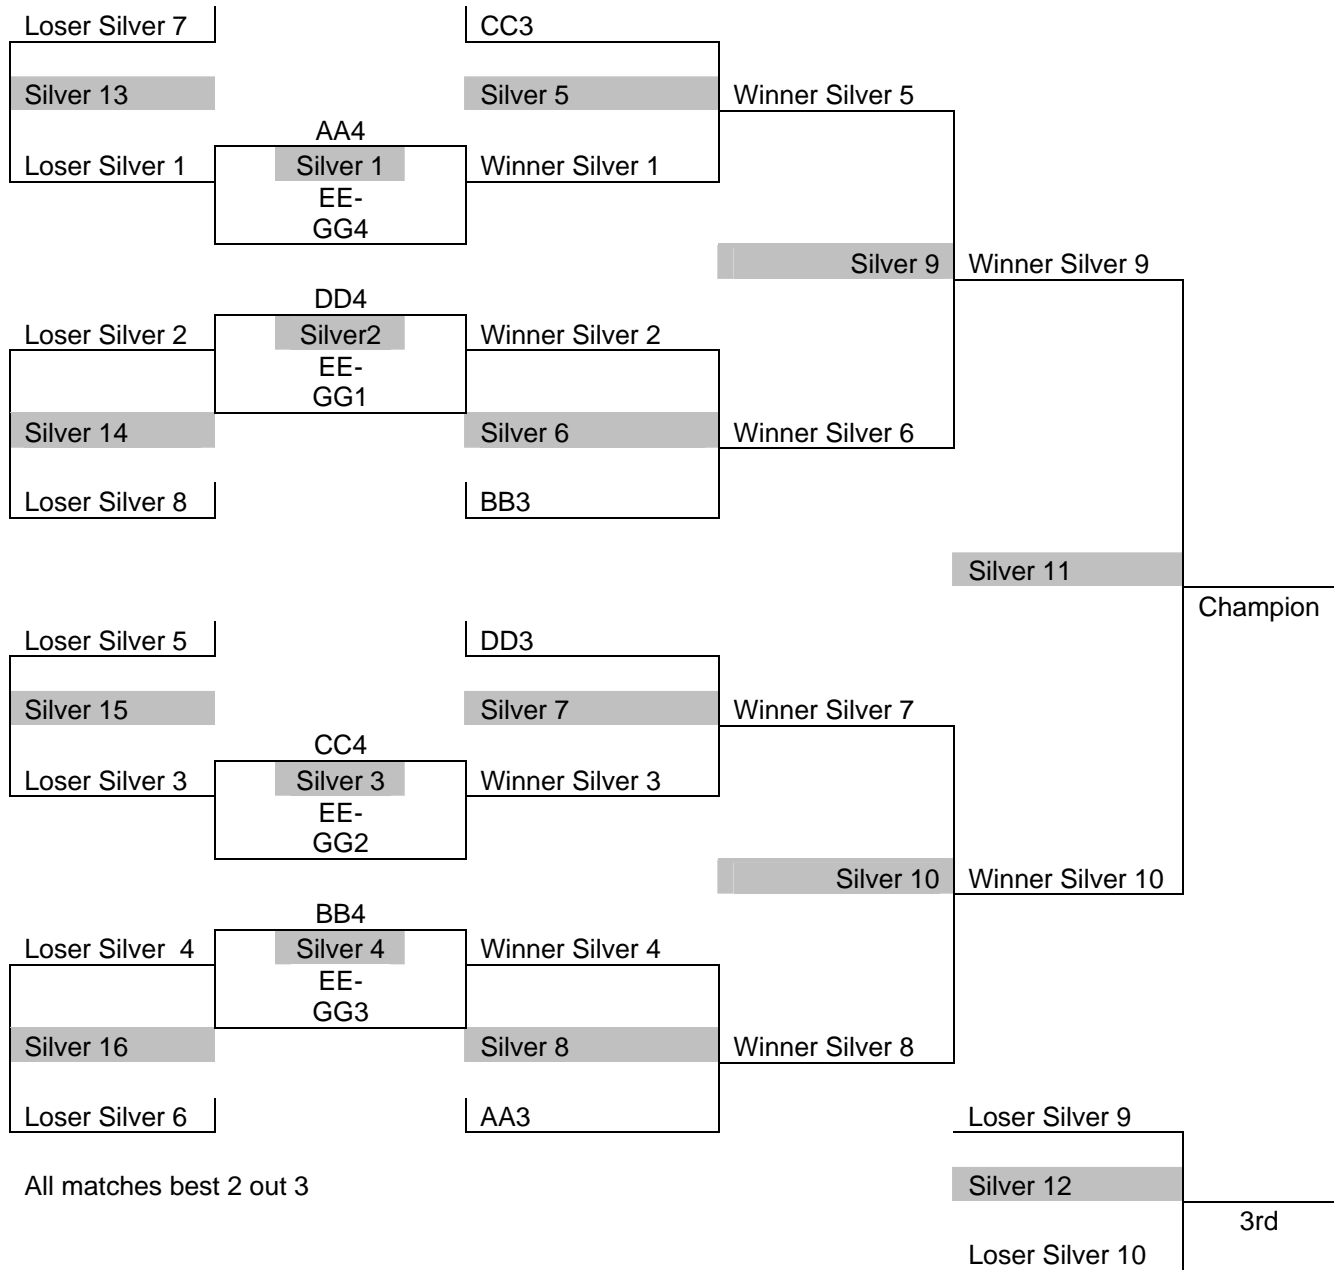 Loser Silver 7 CC3
Silver 13 Silver 5 Winner Silver 5
AA4
Loser Silver 1 Silver 1 Winner Silver 1
EE-
GG4
Silver 9 Winner Silver 9
DD4
Loser Silver 2 Silver2 Winner Silver 2
EE-
GG1
Silver 14 Silver 6 Winner Silver 6
Loser Silver 8 BB3
Silver 11
Champion
Loser Silver 5 DD3
Silver 15 Silver 7 Winner Silver 7
CC4
Loser Silver 3 Silver 3 Winner Silver 3
EE-
GG2
Silver 10 Winner Silver 10
BB4
Loser Silver  4 Silver 4 Winner Silver 4
EE-
GG3
Silver 16 Silver 8 Winner Silver 8
Loser Silver 6 AA3 Loser Silver 9
All matches best 2 out 3 Silver 12
3rd
Loser Silver 10